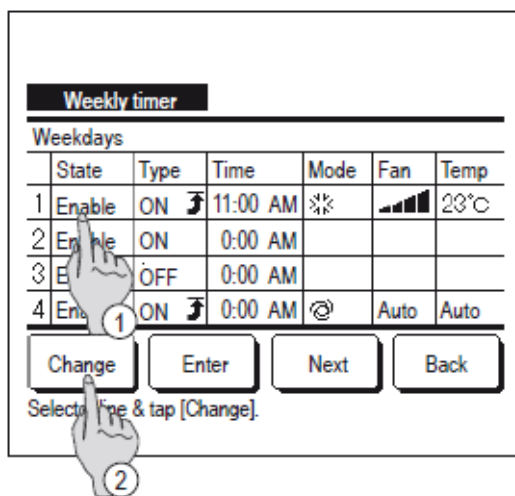 Weekly timer
Weekdays
State Type Time Mode Fan Temp
1 Enable ON 11:00 AM 23°C
2 Enable ON 0:00 AM
3 OFF 0:00 AM
4 ON 0:00 AM Auto Auto
1
Change Enter Next Back
line & tap [Change].
2